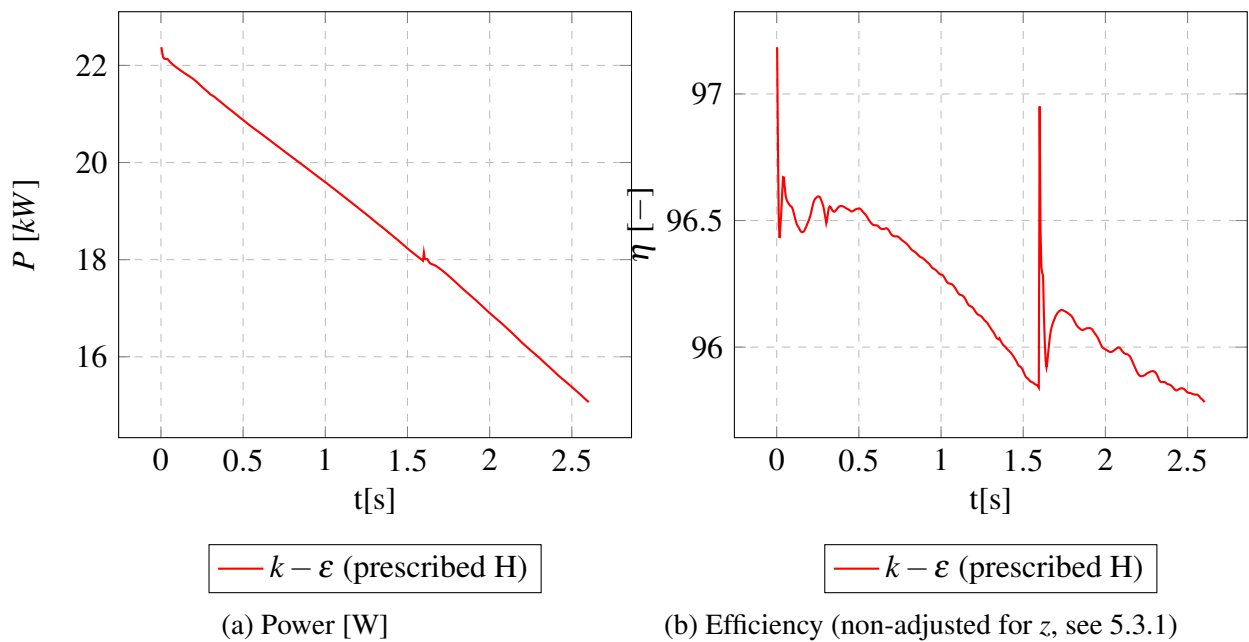 22
20
18
16
P [kW]
0 0.5 1 1.5 2 2.5
t[s]
k − ε (prescribed H)
(a) Power [W]
97
96.5
96
η [−]
0 0.5 1 1.5 2 2.5
t[s]
k − ε (prescribed H)
(b) Efficiency (non-adjusted for z, see 5.3.1)